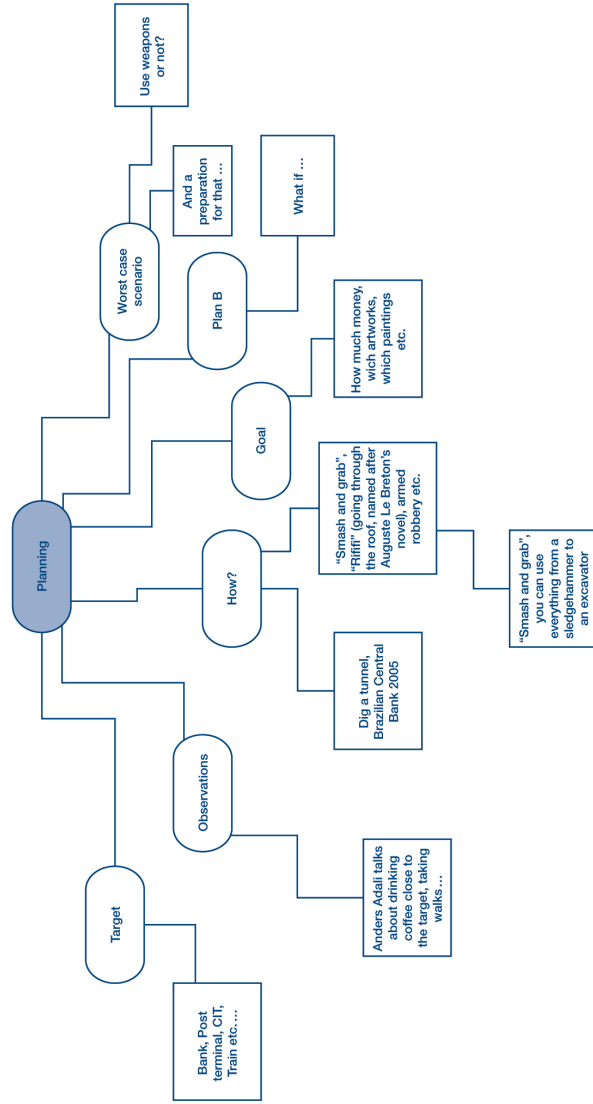 Planning
Target
Bank, Post
terminal, CIT,
Train etc.…
Observations
Anders Adali talks
about drinking
coffee close to
the target, taking
walks…
How?
Dig a tunnel,
Brazilian Central
Bank 2005
“Smash and grab”,
“Rififi” (going through
the roof, named after
Auguste Le Breton’s
novel), armed
robbery etc.
“Smash and grab”,
you can use
everything from a
sledgehammer to
an excavator
Goal
How much money,
wich artworks,
which paintings
etc.
Plan B
What if …
Worst case
scenario
And a
preparation
for that …
Use weapons
or not?